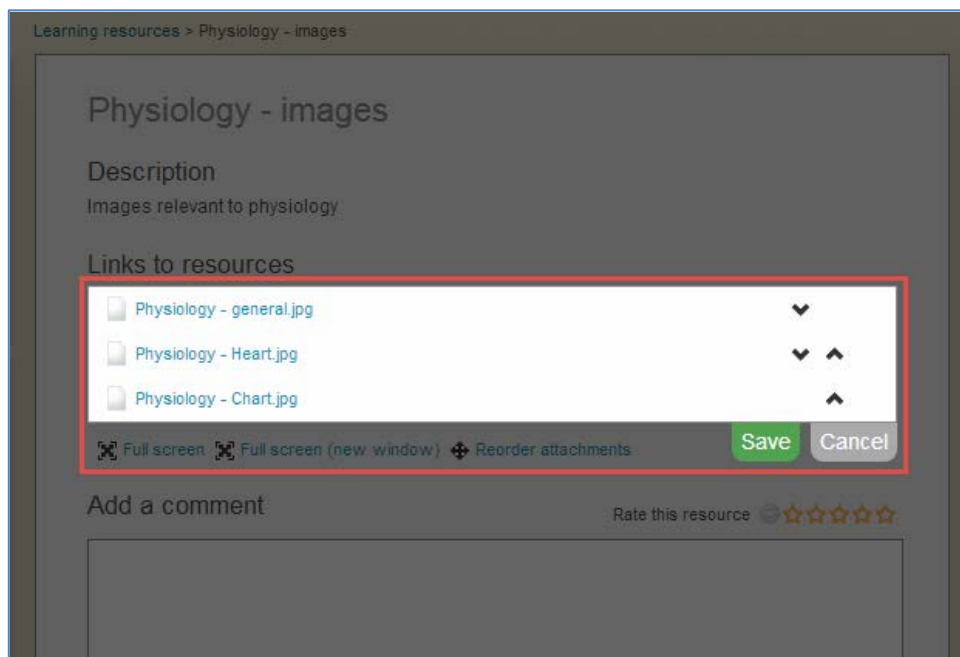 Learning resources > Physiology - images
Physiology - images
Description
Images relevant to physiology
Links to resources
Physiology - general.jpg
Physiology - Heart.jpg
Physiology - Chart.jpg
Full screen Full screen (new window) Reorder attachments Save Cancel
Add a comment Rate this resource